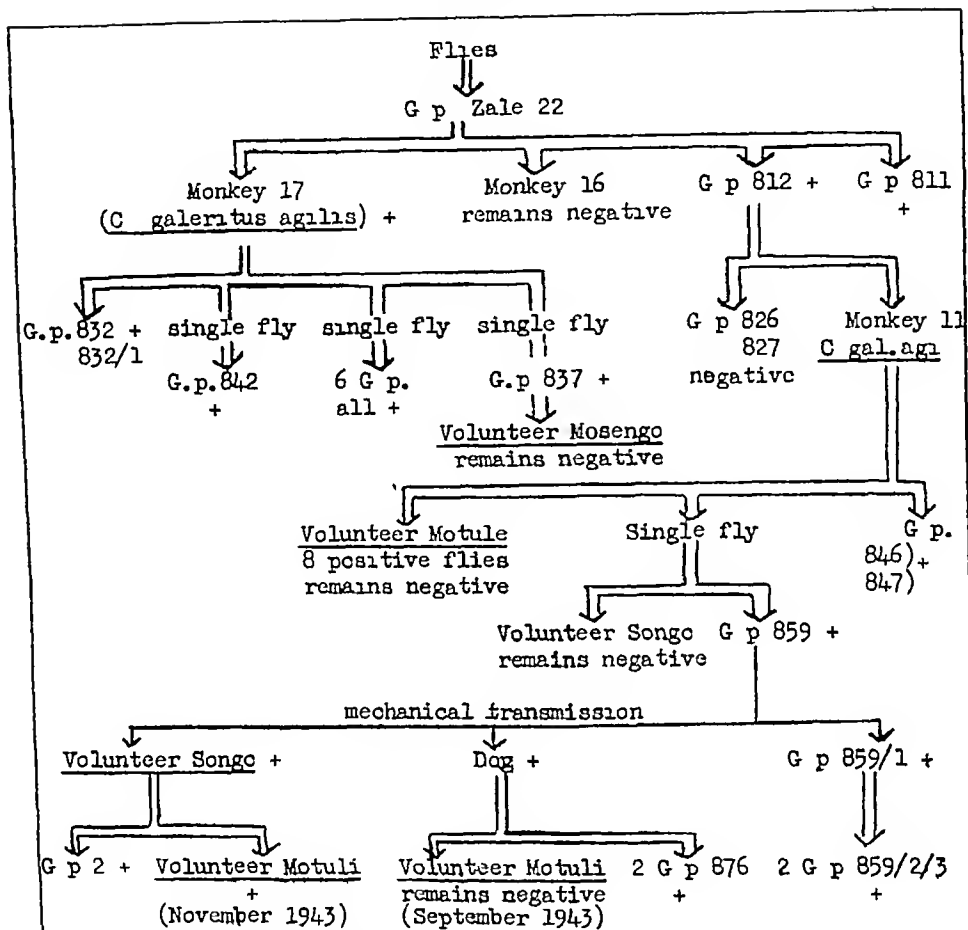 Flies
G p Zale 22
Monkey 17
(C galeritus agilis) +
Monkey 16
remains negative
G p 812 +
G p 811
+
G.p.832 +
832/1
single fly
G.p.842
+
single fly
6 G p.
all +
single fly
G.p 837 +
Volunteer Mosengo
remains negative
G p 826
827
negative
Monkey 11
C gal.agi
Volunteer Motule
8 positive flies
remains negative
Single fly
G p.
846) +
847)
Volunteer Songo
remains negative
G p 859 +
mechanical transmission
Volunteer Songo +
Dog +
G p 859/1 +
G p 2 +
Volunteer Motuli
+
(November 1943)
Volunteer Motuli
remains negative
(September 1943)
2 G p 876
+
2 G p 859/2/3
+